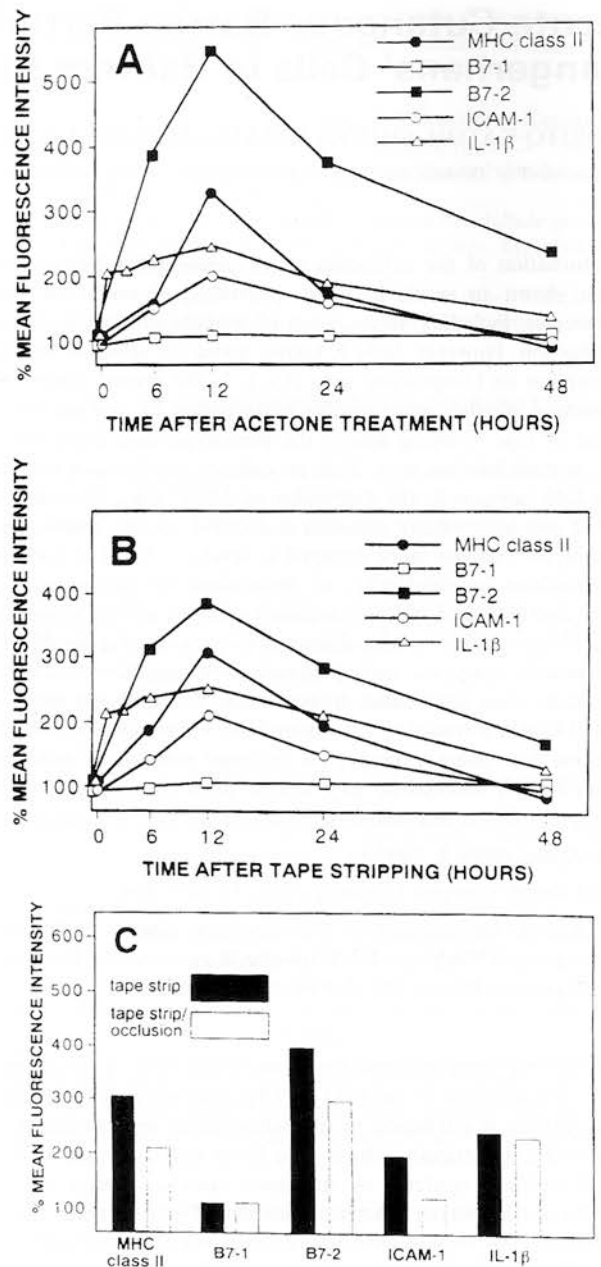 A
% MEAN FLUORESCENCE INTENSITY
500
400
300
200
100
MHC class II
B7-1
B7-2
ICAM-1
IL-1β
0 6 12 24 48
TIME AFTER ACETONE TREATMENT (HOURS)
B
% MEAN FLUORESCENCE INTENSITY
400
300
200
100
MHC class II
B7-1
B7-2
ICAM-1
IL-1β
0 6 12 24 48
TIME AFTER TAPE STRIPPING (HOURS)
C
% MEAN FLUORESCENCE INTENSITY
600
500
400
300
200
100
tape strip
tape strip/
occlusion
MHC
class II
B7-1
B7-2
ICAM-1
IL-1β